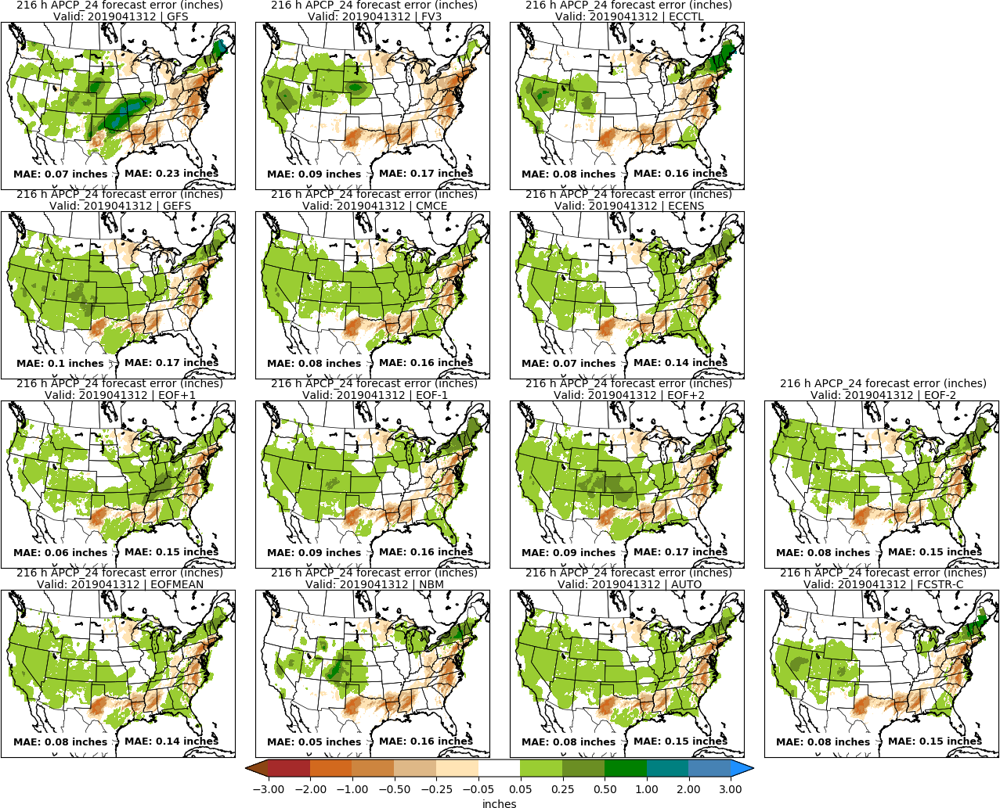 216 h APCP_24 forecast error (inches)
Valid: 2019041312 | GFS
MAE: 0.07 inches MAE: 0.23 inches
216 h APCP_24 forecast error (inches)
Valid: 2019041312 | FV3
MAE: 0.09 inches MAE: 0.17 inches
216 h APCP_24 forecast error (inches)
Valid: 2019041312 | ECCTL
MAE: 0.08 inches MAE: 0.16 inches
216 h APCP_24 forecast error (inches)
Valid: 2019041312 | GEFS
MAE: 0.1 inches MAE: 0.17 inches
216 h APCP_24 forecast error (inches)
Valid: 2019041312 | CMCE
MAE: 0.08 inches MAE: 0.16 inches
216 h APCP_24 forecast error (inches)
Valid: 2019041312 | ECENS
MAE: 0.07 inches MAE: 0.14 inches
216 h APCP_24 forecast error (inches)
Valid: 2019041312 | EOF+1
MAE: 0.06 inches MAE: 0.15 inches
216 h APCP_24 forecast error (inches)
Valid: 2019041312 | EOF-1
MAE: 0.09 inches MAE: 0.16 inches
216 h APCP_24 forecast error (inches)
Valid: 2019041312 | EOF+2
MAE: 0.09 inches MAE: 0.17 inches
216 h APCP_24 forecast error (inches)
Valid: 2019041312 | EOF-2
MAE: 0.08 inches MAE: 0.15 inches
216 h APCP_24 forecast error (inches)
Valid: 2019041312 | EOFMEAN
MAE: 0.08 inches MAE: 0.14 inches
216 h APCP_24 forecast error (inches)
Valid: 2019041312 | NBM
MAE: 0.05 inches MAE: 0.16 inches
216 h APCP_24 forecast error (inches)
Valid: 2019041312 | AUTO
MAE: 0.08 inches MAE: 0.15 inches
216 h APCP_24 forecast error (inches)
Valid: 2019041312 | FCSTR-C
MAE: 0.08 inches MAE: 0.15 inches
−3.00 −2.00 −1.00 −0.50 −0.25 −0.05 0.05 0.25 0.50 1.00 2.00 3.00
inches